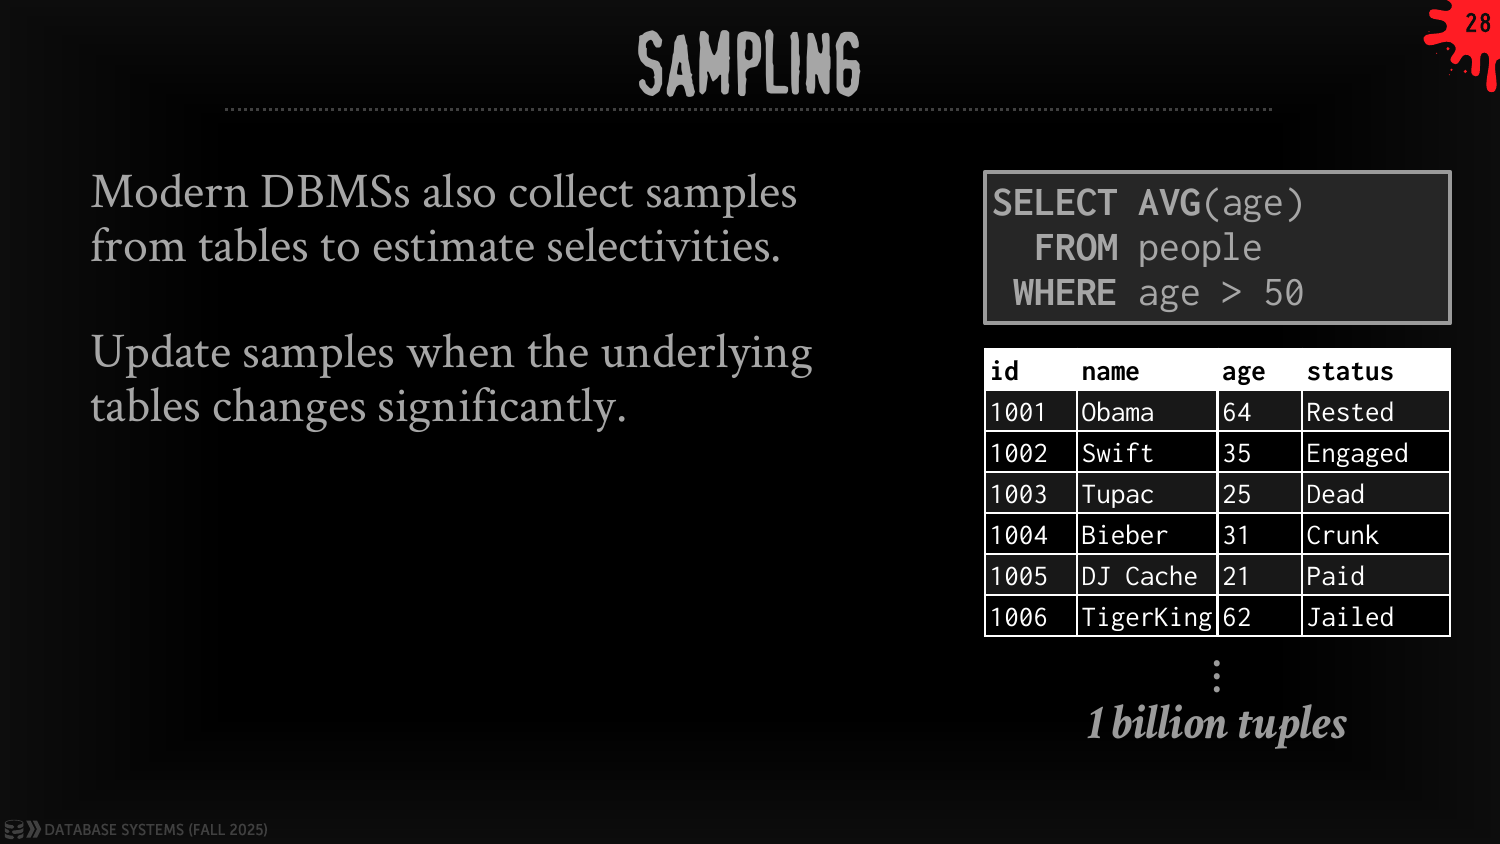 28
SAMPLING
Modern DBMSs also collect samples
from tables to estimate selectivities.
Update samples when the underlying
tables changes significantly.
SELECT AVG(age)
FROM people
WHERE age > 50
id name age status
1001 Obama 64 Rested
1002 Swift 35 Engaged
1003 Tupac 25 Dead
1004 Bieber 31 Crunk
1005 DJ Cache 21 Paid
1006 TigerKing 62 Jailed
⋮
1 billion tuples
DATABASE SYSTEMS (FALL 2025)